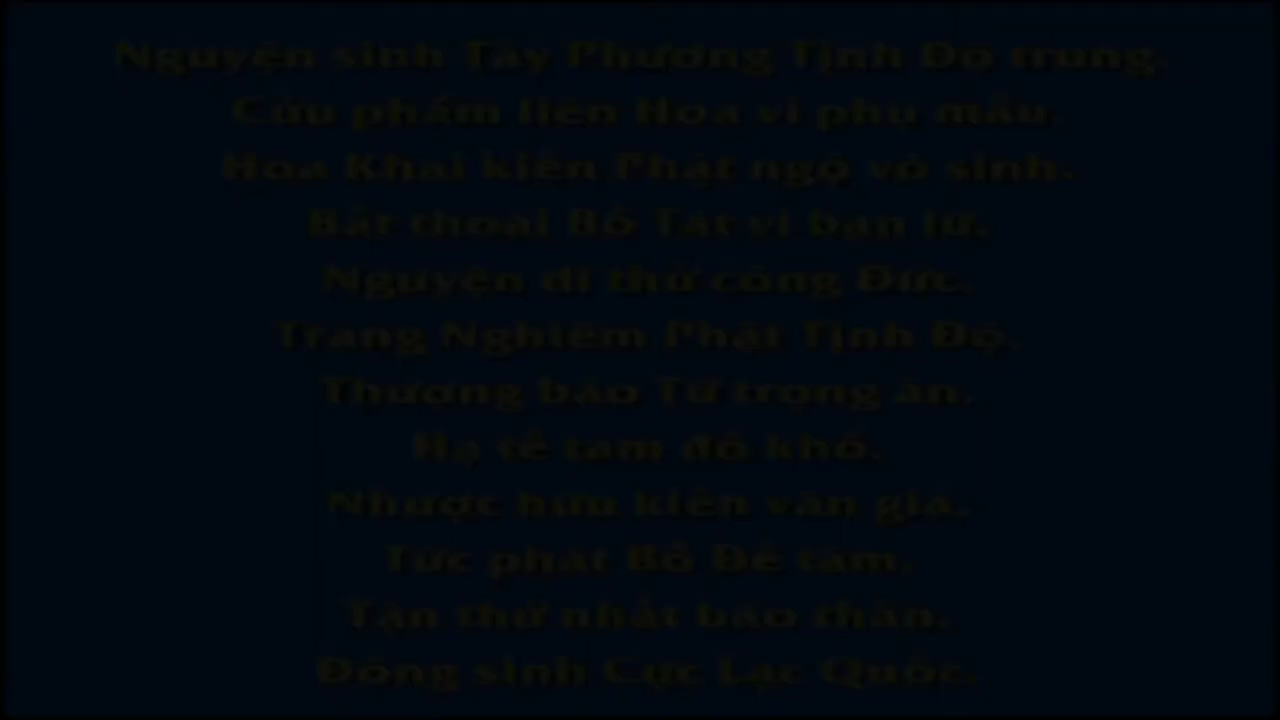 Nguyện sinh Tây Phương Tịnh Độ trung.
Cửu phẩm liên Hoa vi phụ mẫu.
Hoa Khai kiến Phật ngộ vô sinh.
Bất thoái Bồ Tát vi bạn lữ.
Nguyện dĩ thử công Đức.
Trang Nghiêm Phật Tịnh Độ.
Thượng báo Tứ trọng ân.
Hạ tế tam đồ khổ.
Nhược hữu kiến văn giả.
Tức phát Bồ Đề tâm.
Tận thử nhất báo thân.
Đồng sinh Cực Lạc Quốc.